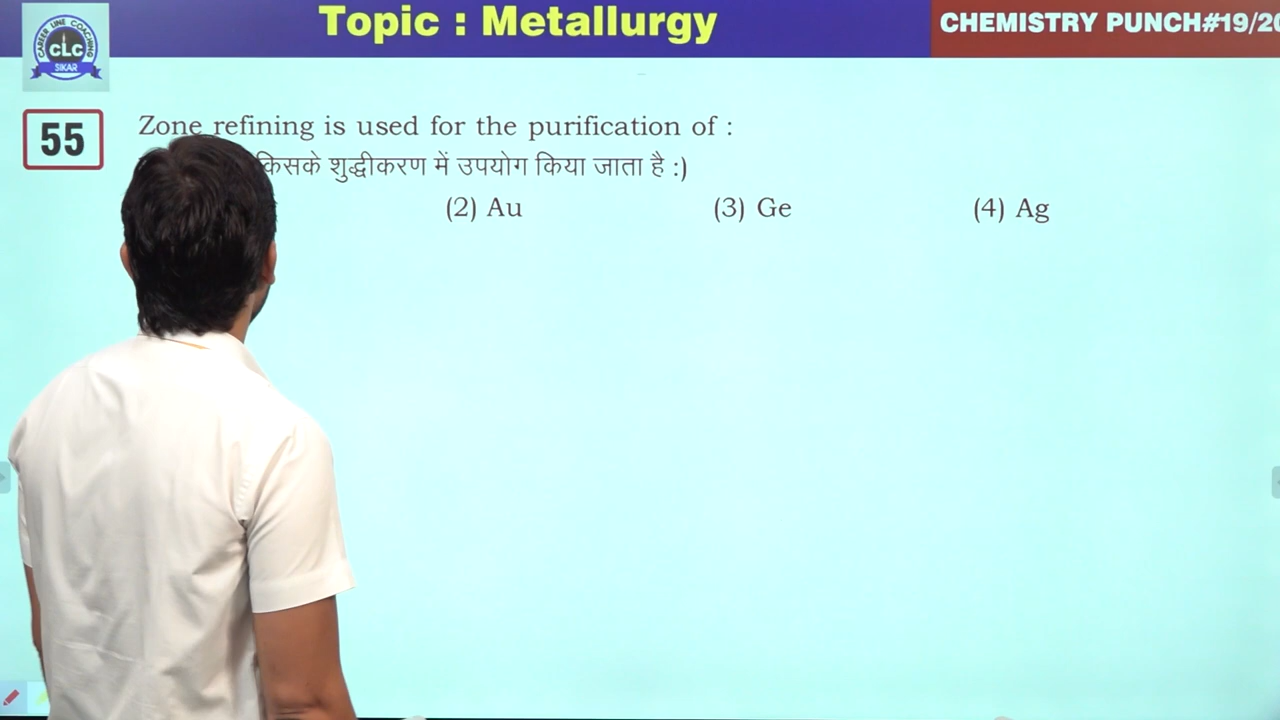 Topic : Metallurgy
CHEMISTRY PUNCH#19/20
CAREER LINE COACHING
CLC
SIKAR
55
Zone refining is used for the purification of :
किसके शुद्धीकरण में उपयोग किया जाता है :)
(2) Au (3) Ge (4) Ag